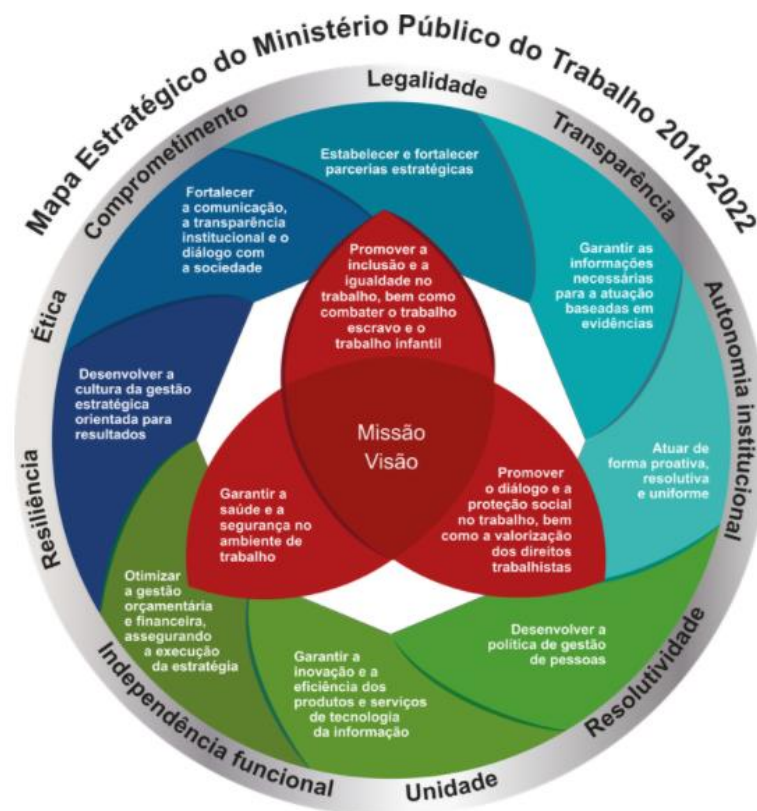 Mapa Estratégico do Ministério Público do Trabalho 2018-2022
Legalidade
Transparência
Autonomia institucional
Resolutividade
Unidade
Independência funcional
Resiliência
Ética
Comprometimento
Estabelecer e fortalecer
parcerias estratégicas
Garantir as
informações
necessárias
para a atuação
baseadas em
evidências
Atuar de
forma proativa,
resolutiva
e uniforme
Desenvolver a
política de gestão
de pessoas
Garantir a
inovação e a
eficiência dos
produtos e serviços
de tecnologia
da informação
Otimizar
a gestão
orçamentária
e financeira,
assegurando
a execução
da estratégia
Desenvolver a
cultura da gestão
estratégica
orientada para
resultados
Fortalecer
a comunicação,
a transparência
institucional e o
diálogo com
a sociedade
Promover a
inclusão e a
igualdade no
trabalho, bem como
combater o trabalho
escravo e o
trabalho infantil
Missão
Visão
Garantir a
saúde e a
segurança no
ambiente de
trabalho
Promover
o diálogo e a
proteção social
no trabalho, bem
como a valorização
dos direitos
trabalhistas